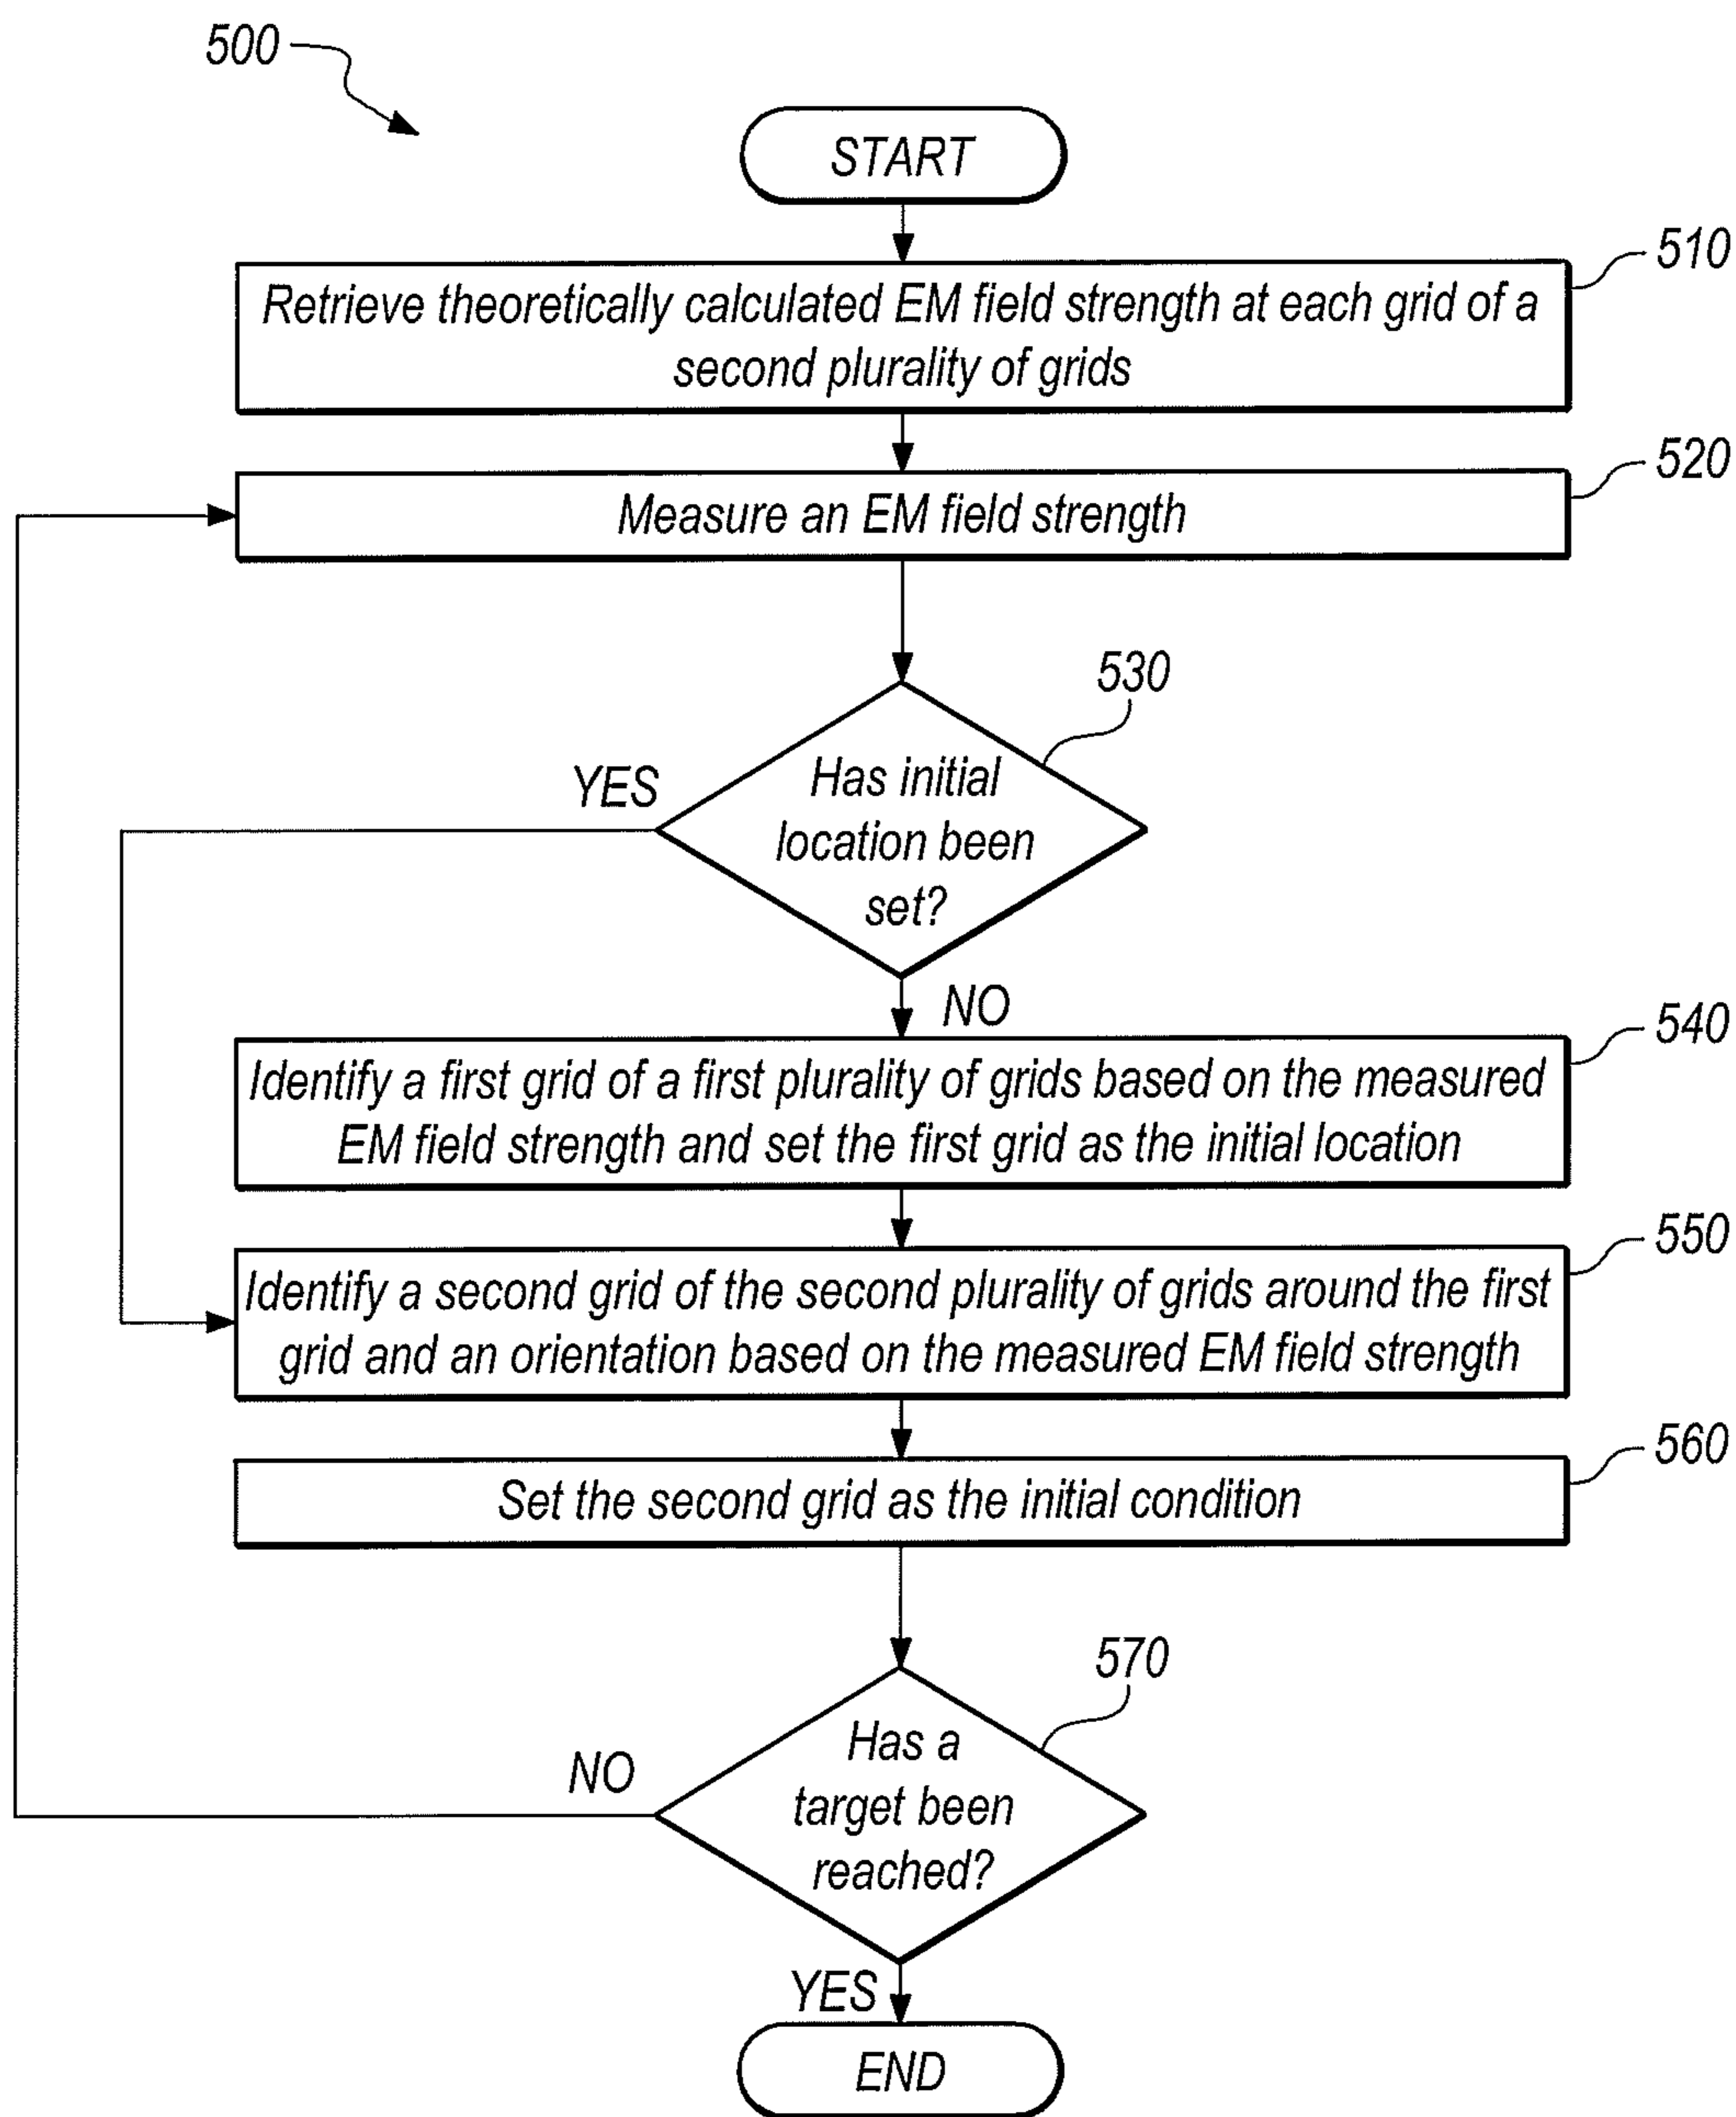 500
START
510
Retrieve theoretically calculated EM field strength at each grid of a
second plurality of grids
520
Measure an EM field strength
530
YES
Has initial
location been
set?
NO
540
Identify a first grid of a first plurality of grids based on the measured
EM field strength and set the first grid as the initial location
550
Identify a second grid of the second plurality of grids around the first
grid and an orientation based on the measured EM field strength
560
Set the second grid as the initial condition
570
NO
Has a
target been
reached?
YES
END